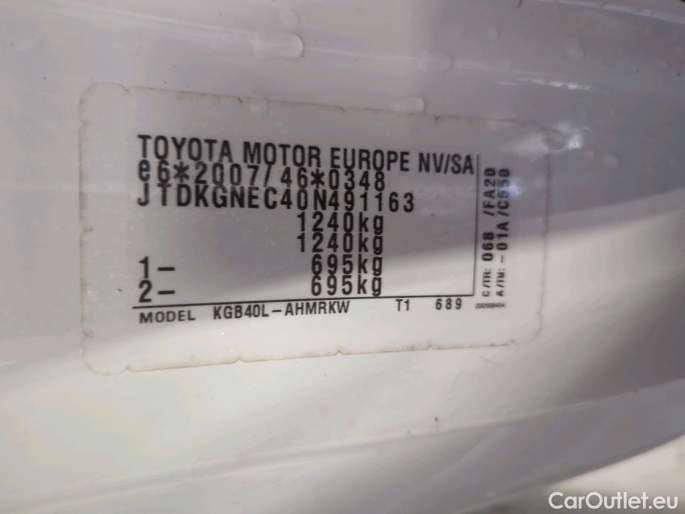 TOYOTA MOTOR EUROPE NV/SA
e6*2007/46*0348
JTDKGNEC40N491163
1240kg
1240kg
1- 695kg
2- 695kg
MODEL KGB40L-AHMRKW T1 689
C/TR: 068 /FA20
A/TM: -01A /C550
CarOutlet.eu